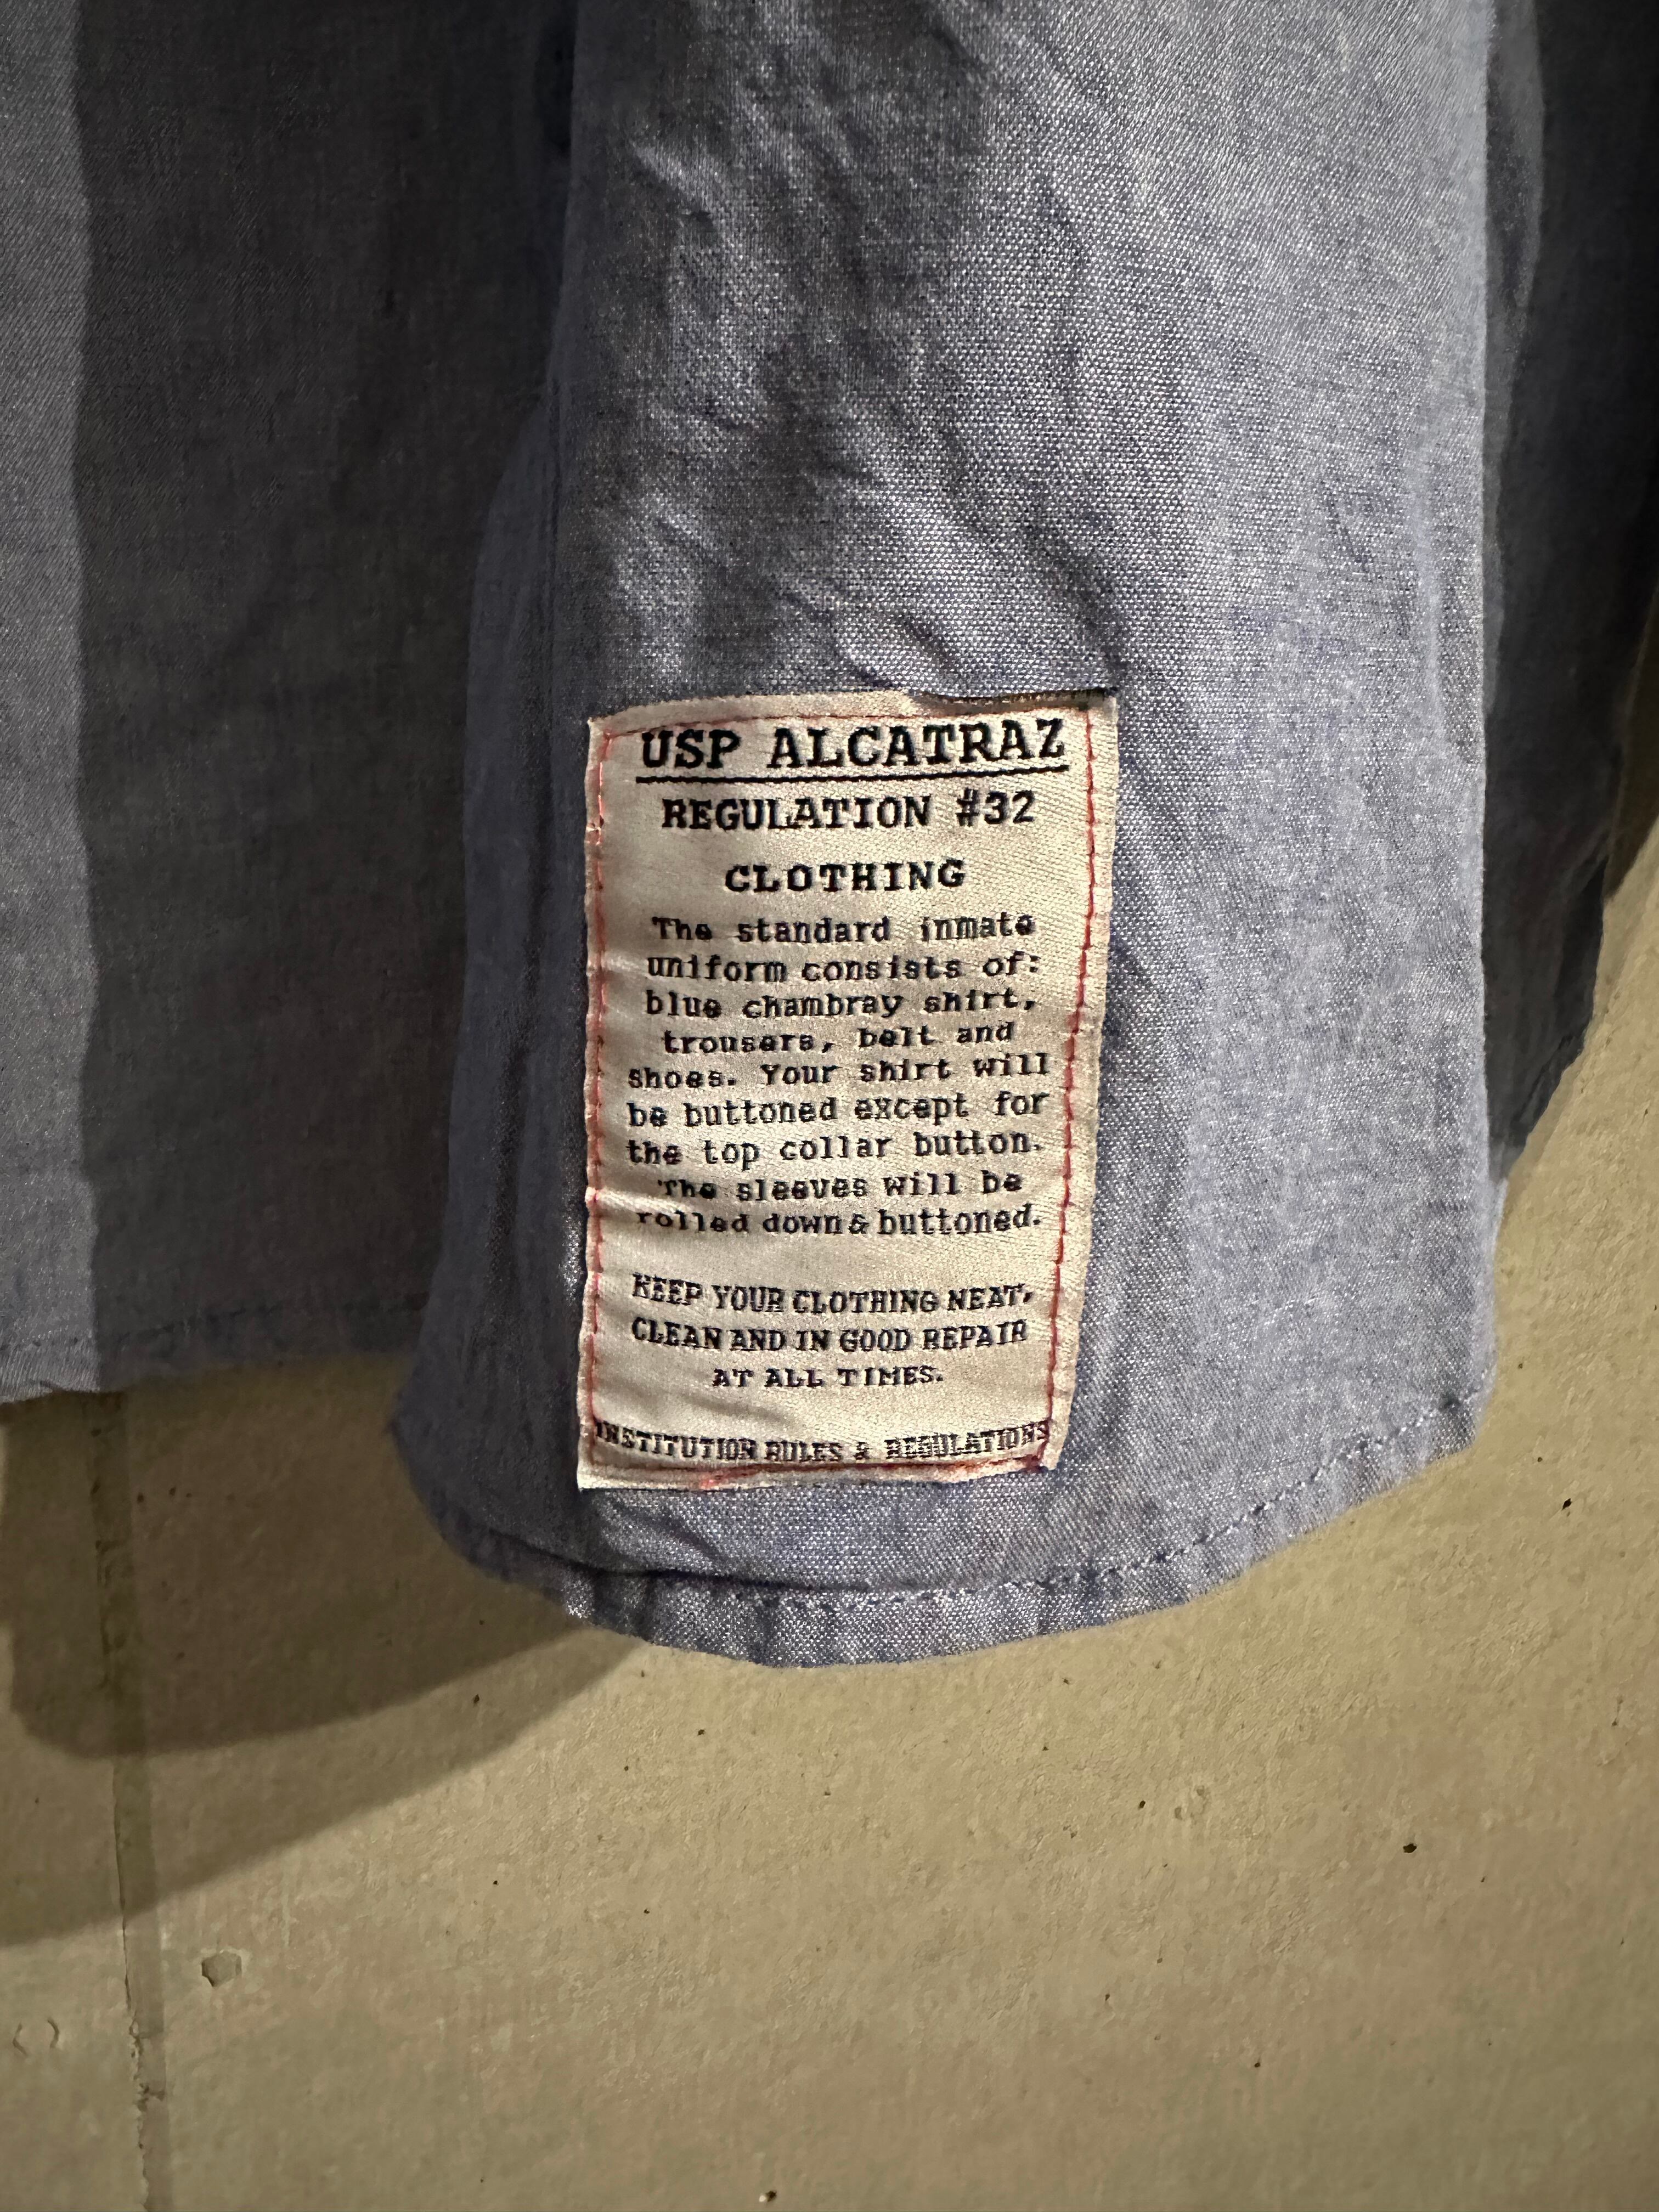 USP ALCATRAZ
REGULATION #32
CLOTHING
The standard inmate
uniform consists of:
blue chambray shirt,
trousers, belt and
shoes. Your shirt will
be buttoned except for
the top collar button.
The sleeves will be
rolled down & buttoned.
KEEP YOUR CLOTHING NEAT,
CLEAN AND IN GOOD REPAIR
AT ALL TIMES.
INSTITUTION RULES & REGULATIONS